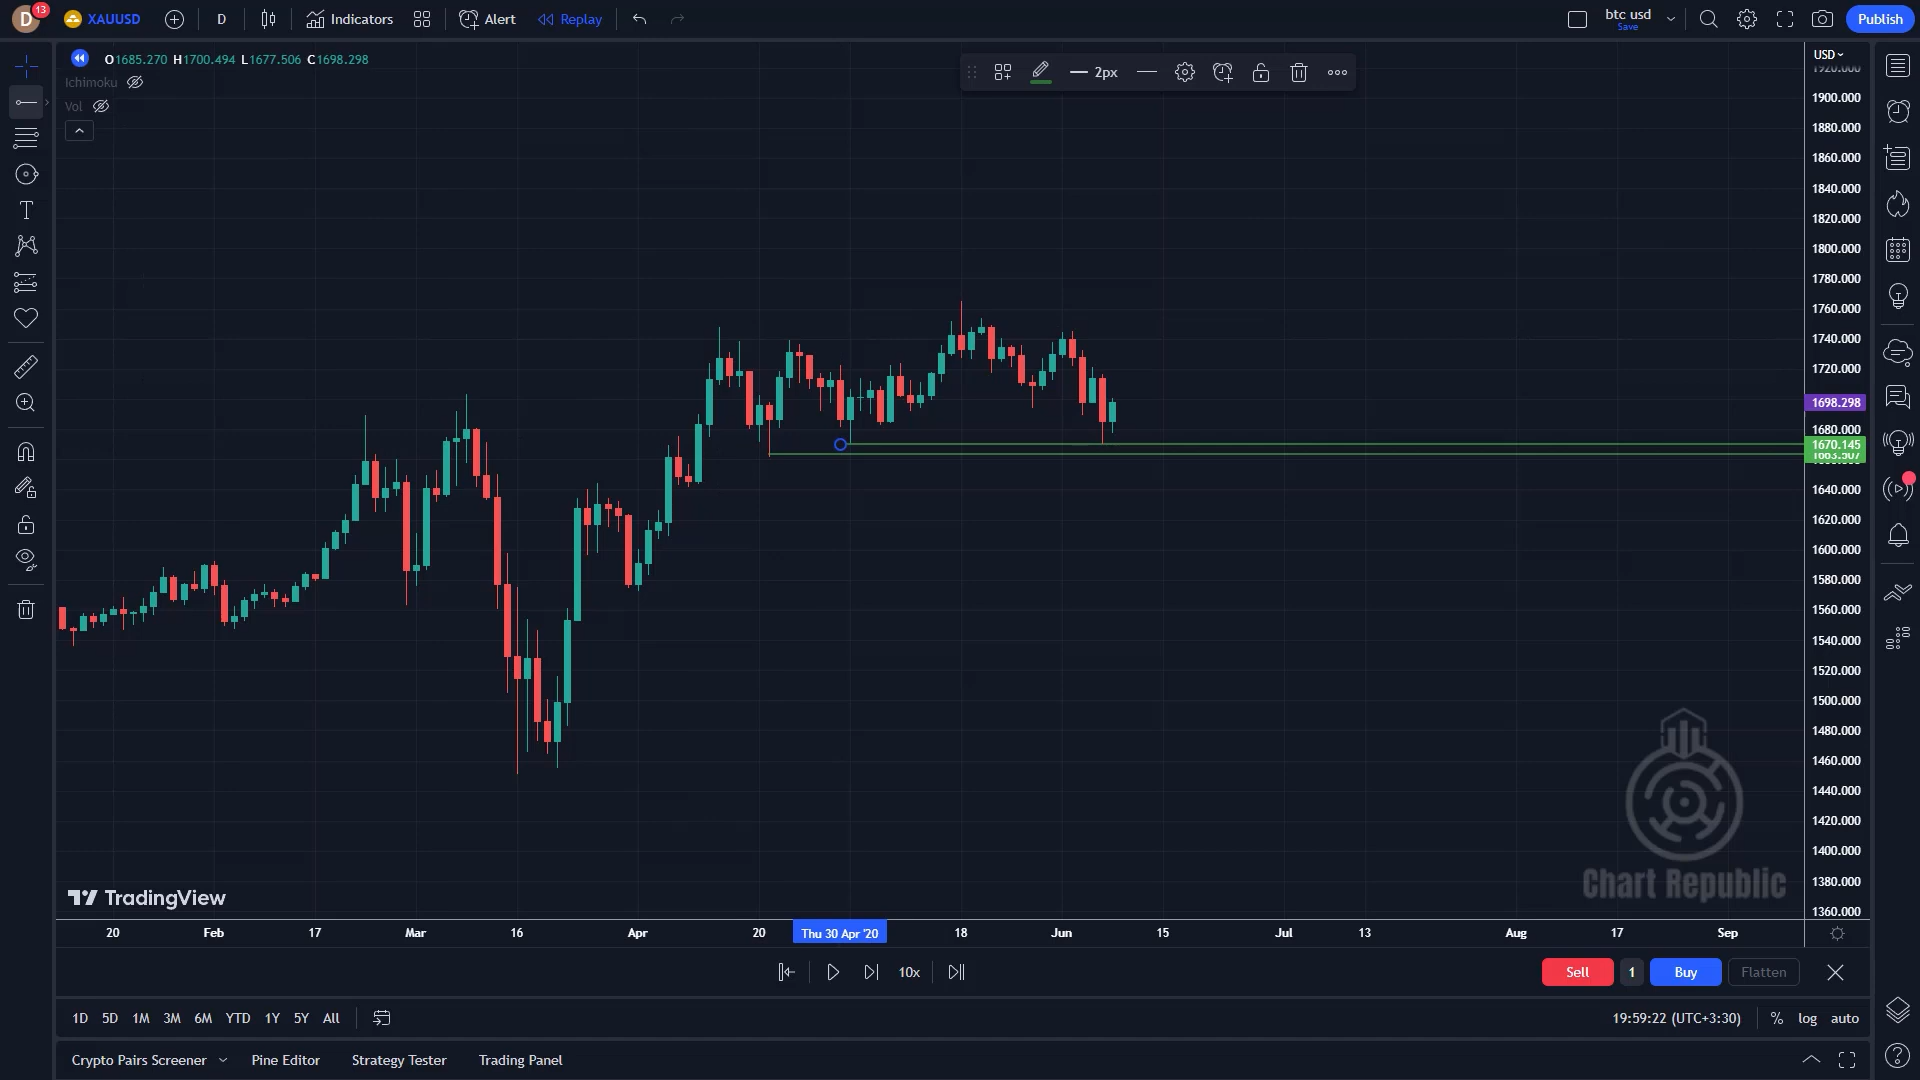 D 13 XAUUSD D Indicators Alert Replay btc usd Save Publish
O1685.270 H1700.494 L1677.506 C1698.298
USD
Ichimoku
Vol
2px
1920.000
1900.000
1880.000
1860.000
1840.000
1820.000
1800.000
1780.000
1760.000
1740.000
1720.000
1698.298
1680.000
1670.145
1663.507
1640.000
1620.000
1600.000
1580.000
1560.000
1540.000
1520.000
1500.000
1480.000
1460.000
1440.000
1420.000
1400.000
1380.000
1360.000
Chart Republic
TradingView
20 Feb 17 Mar 16 Apr 20 Thu 30 Apr '20 18 Jun 15 Jul 13 Aug 17 Sep
10x Sell 1 Buy Flatten
1D 5D 1M 3M 6M YTD 1Y 5Y All 19:59:22 (UTC+3:30) % log auto
Crypto Pairs Screener Pine Editor Strategy Tester Trading Panel